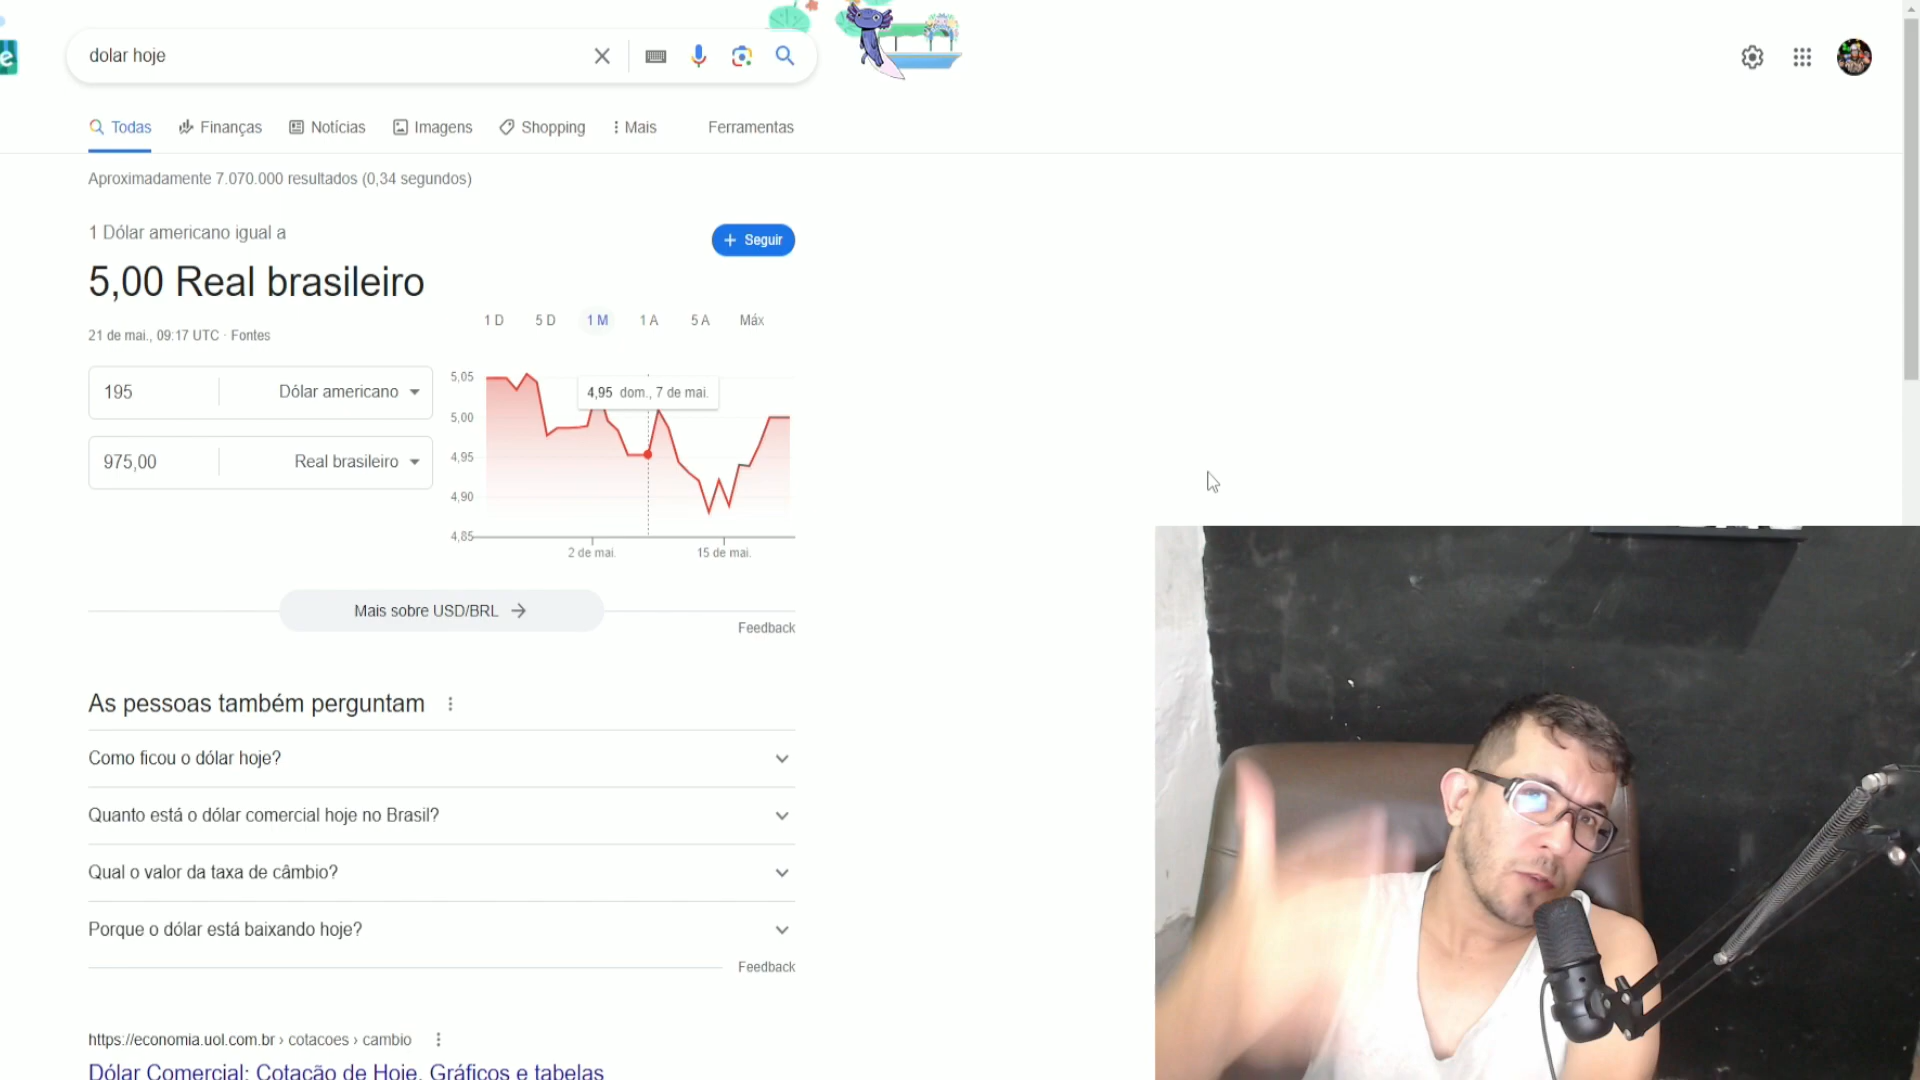 e
dolar hoje
Todas
Finanças
Notícias
Imagens
Shopping
Mais
Ferramentas
Aproximadamente 7.070.000 resultados (0,34 segundos)
1 Dólar americano igual a
Seguir
5,00 Real brasileiro
21 de mai., 09:17 UTC · Fontes
1 D
5 D
1 M
1 A
5 A
Máx
195
Dólar americano
975,00
Real brasileiro
5,05
5,00
4,95
4,90
4,85
4,95 dom., 7 de mai.
2 de mai.
15 de mai.
Mais sobre USD/BRL
Feedback
As pessoas também perguntam
Como ficou o dólar hoje?
Quanto está o dólar comercial hoje no Brasil?
Qual o valor da taxa de câmbio?
Porque o dólar está baixando hoje?
Feedback
https://economia.uol.com.br › cotacoes › cambio
Dólar Comercial: Cotação de Hoje, Gráficos e tabelas